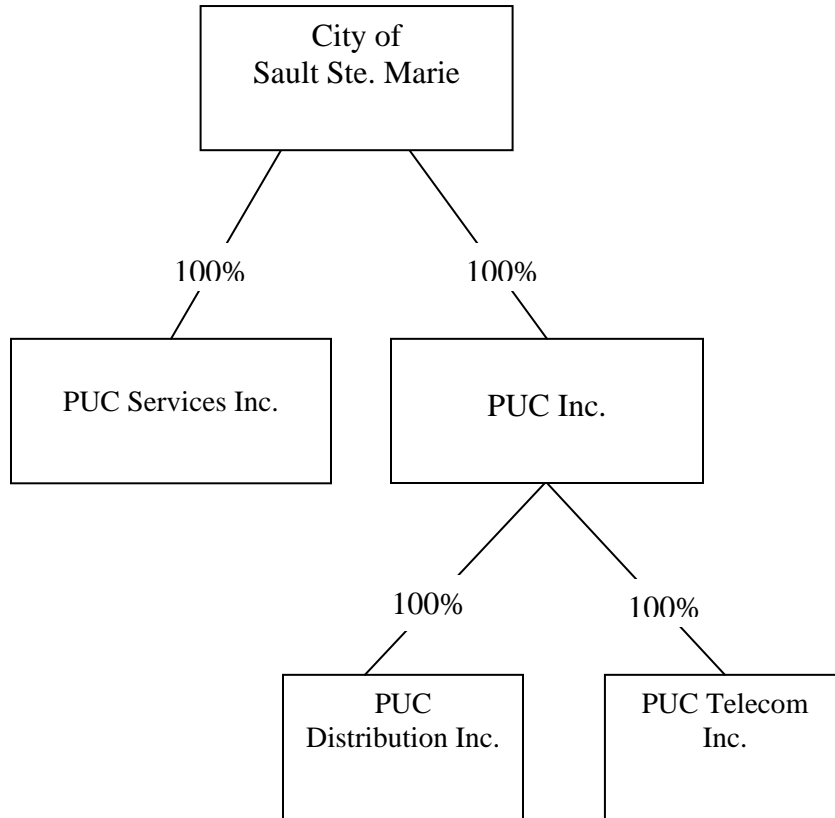 City of
Sault Ste. Marie
100%
100%
PUC Services Inc.
PUC Inc.
100%
100%
PUC
Distribution Inc.
PUC Telecom
Inc.